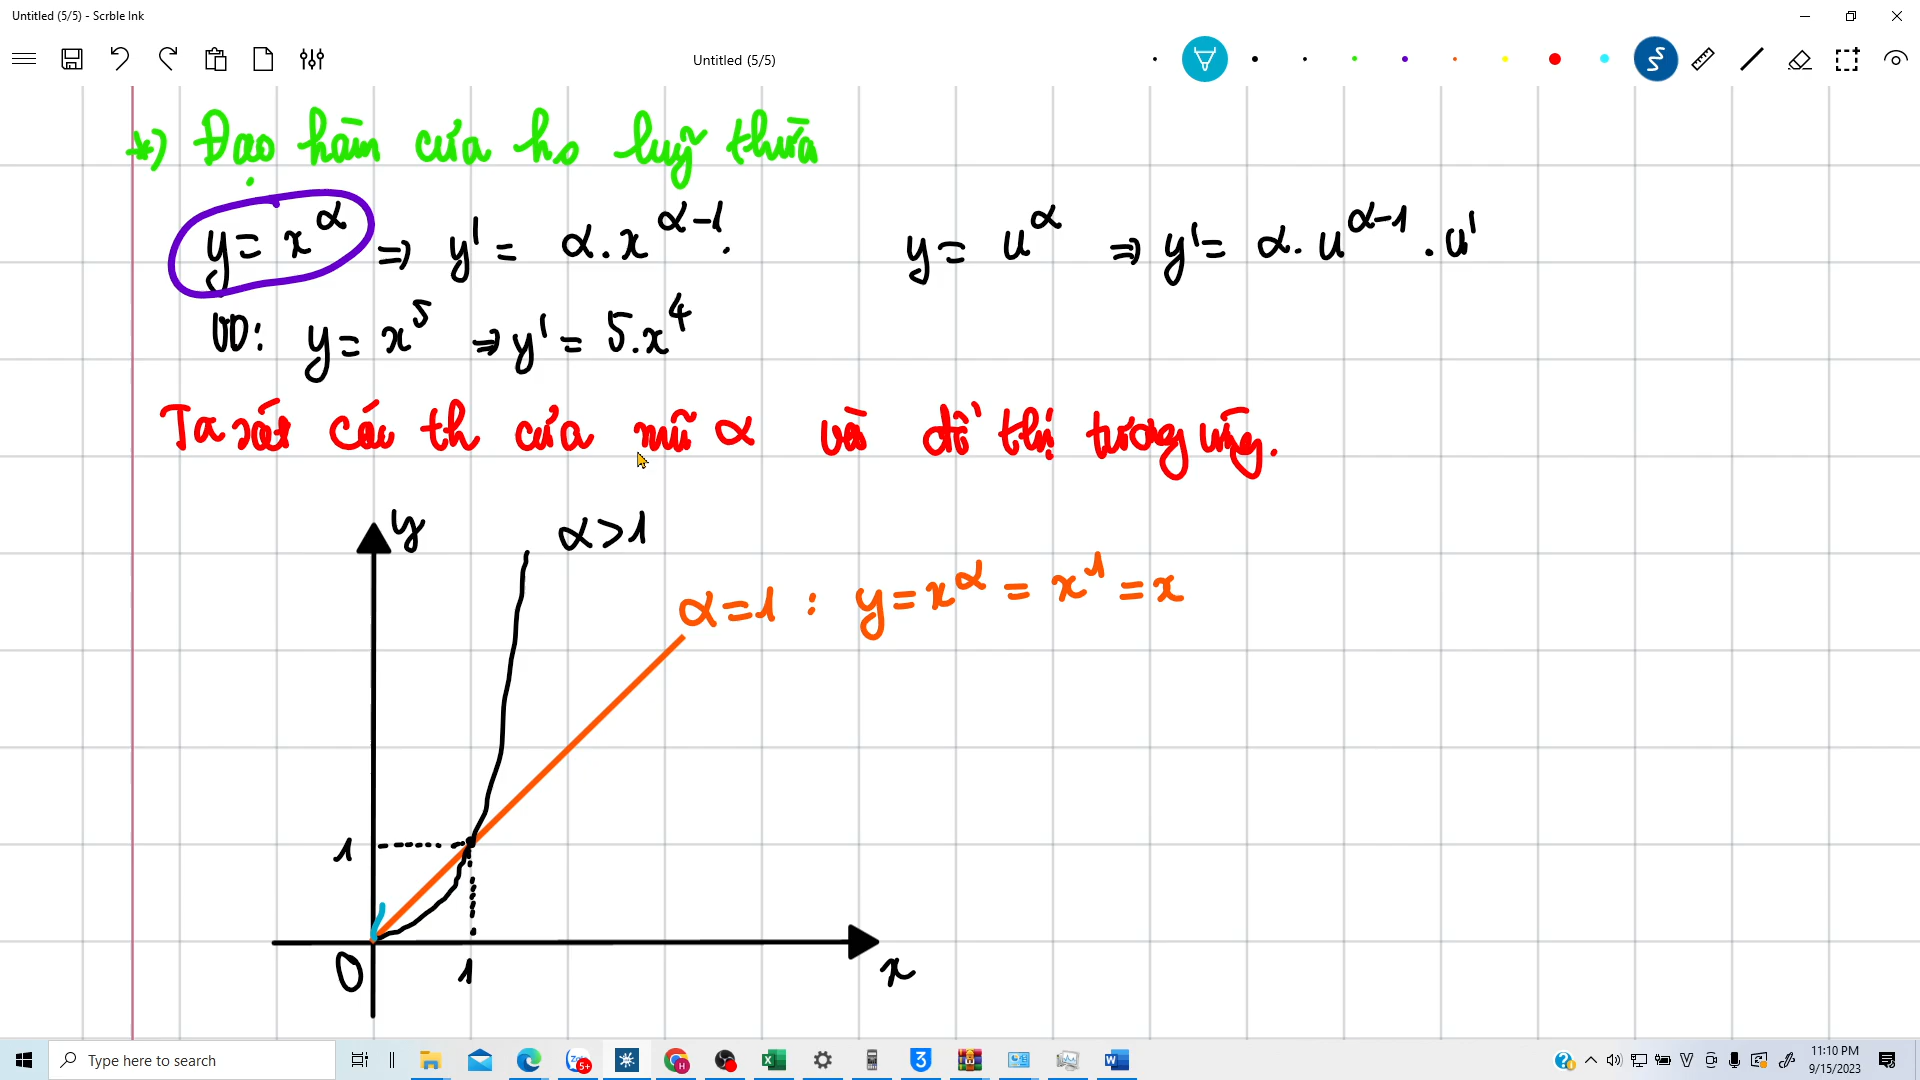 Untitled (5/5) - Scrble Ink
Untitled (5/5)
*) Đạo hàm của hs luỹ thừa
y = x^α ⇒ y' = α.x^(α-1). y = u^α ⇒ y' = α.u^(α-1).u'
VD: y = x^5 ⇒ y' = 5.x^4
Ta xét các th của mũ α và đồ thị tương ứng.
y
α>1
α=1 : y = x^α = x^1 = x
1
0 1 x
Type here to search
11:10 PM
9/15/2023